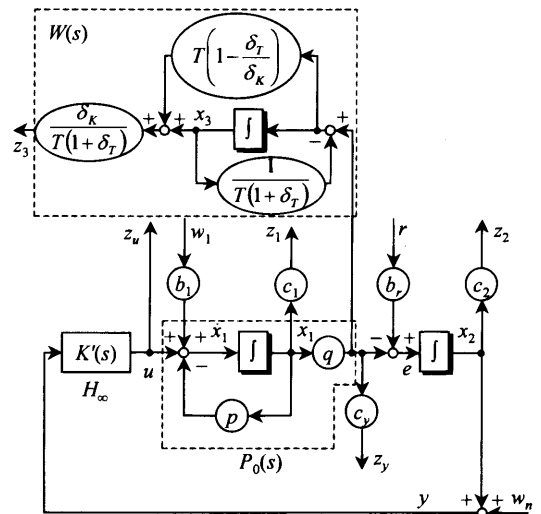 W(s)
T(1 - δ_T/δ_K)
δ_K/(T(1 + δ_T))
z_3
+ +
x_3
∫
- +
1/(T(1 + δ_T))
z_u
w_1
z_1
r
z_2
b_1
c_1
b_r
c_2
K'(s)
H_∞
u
+ +
-
ẋ_1
∫
x_1
q
- +
e
∫
x_2
p
c_y
P_0(s)
z_y
y
+ +
w_n